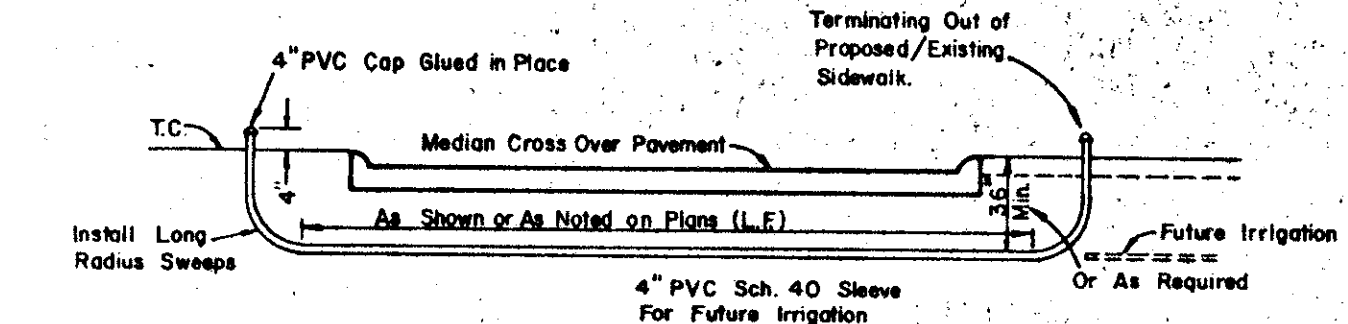 Terminating Out of
Proposed/Existing
Sidewalk.
4" PVC Cap Glued in Place
T.C.
Median Cross Over Pavement
4"
36"
Min.
As Shown or As Noted on Plans (L.F.)
Install Long
Radius Sweeps
Future Irrigation
Or As Required
4" PVC Sch. 40 Sleeve
For Future Irrigation